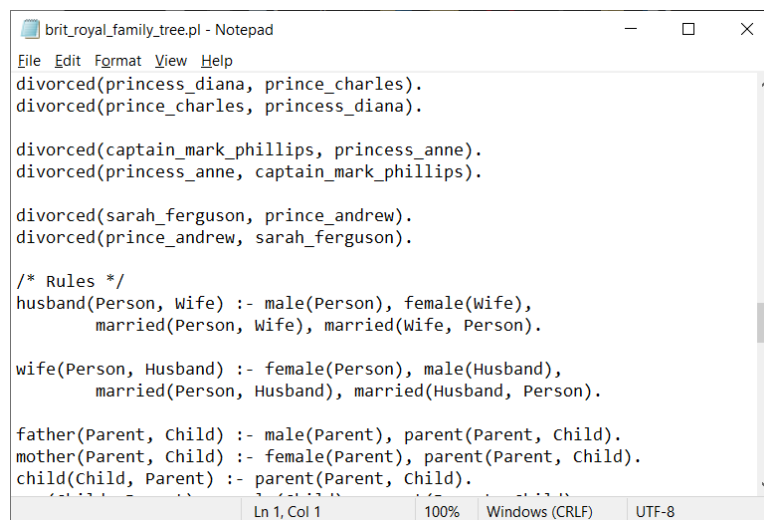 brit_royal_family_tree.pl - Notepad
File Edit Format View Help
divorced(princess_diana, prince_charles).
divorced(prince_charles, princess_diana).
divorced(captain_mark_phillips, princess_anne).
divorced(princess_anne, captain_mark_phillips).
divorced(sarah_ferguson, prince_andrew).
divorced(prince_andrew, sarah_ferguson).
/* Rules */
husband(Person, Wife) :- male(Person), female(Wife),
married(Person, Wife), married(Wife, Person).
wife(Person, Husband) :- female(Person), male(Husband),
married(Person, Husband), married(Husband, Person).
father(Parent, Child) :- male(Parent), parent(Parent, Child).
mother(Parent, Child) :- female(Parent), parent(Parent, Child).
child(Child, Parent) :- parent(Parent, Child).
Ln 1, Col 1 100% Windows (CRLF) UTF-8